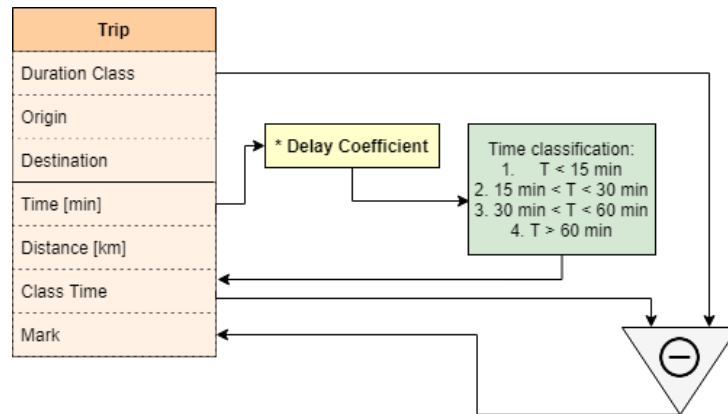 Trip
Duration Class
Origin
Destination
Time [min]
Distance [km]
Class Time
Mark
* Delay Coefficient
Time classification:
1. T < 15 min
2. 15 min < T < 30 min
3. 30 min < T < 60 min
4. T > 60 min